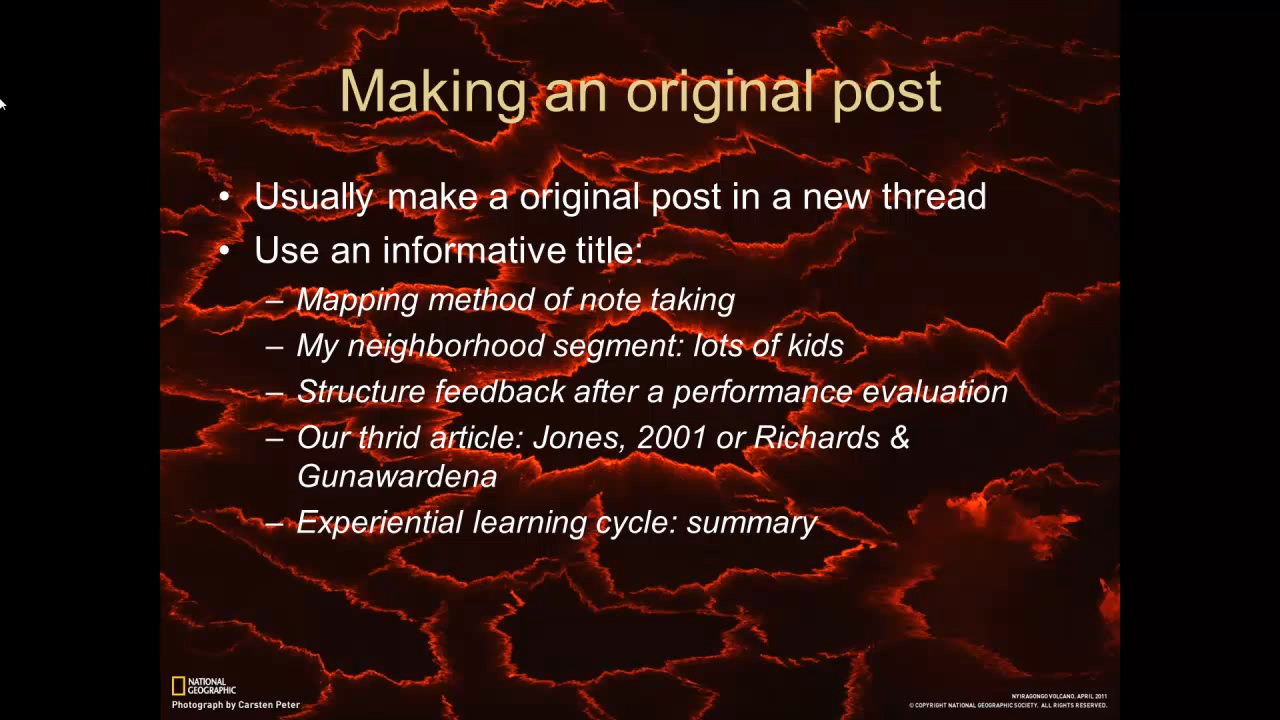 Making an original post
• Usually make a original post in a new thread
• Use an informative title:
– Mapping method of note taking
– My neighborhood segment: lots of kids
– Structure feedback after a performance evaluation
– Our thrid article: Jones, 2001 or Richards &
Gunawardena
– Experiential learning cycle: summary
NATIONAL
GEOGRAPHIC
Photograph by Carsten Peter
NYIRAGONGO VOLCANO, APRIL 2011
© COPYRIGHT NATIONAL GEOGRAPHIC SOCIETY. ALL RIGHTS RESERVED.